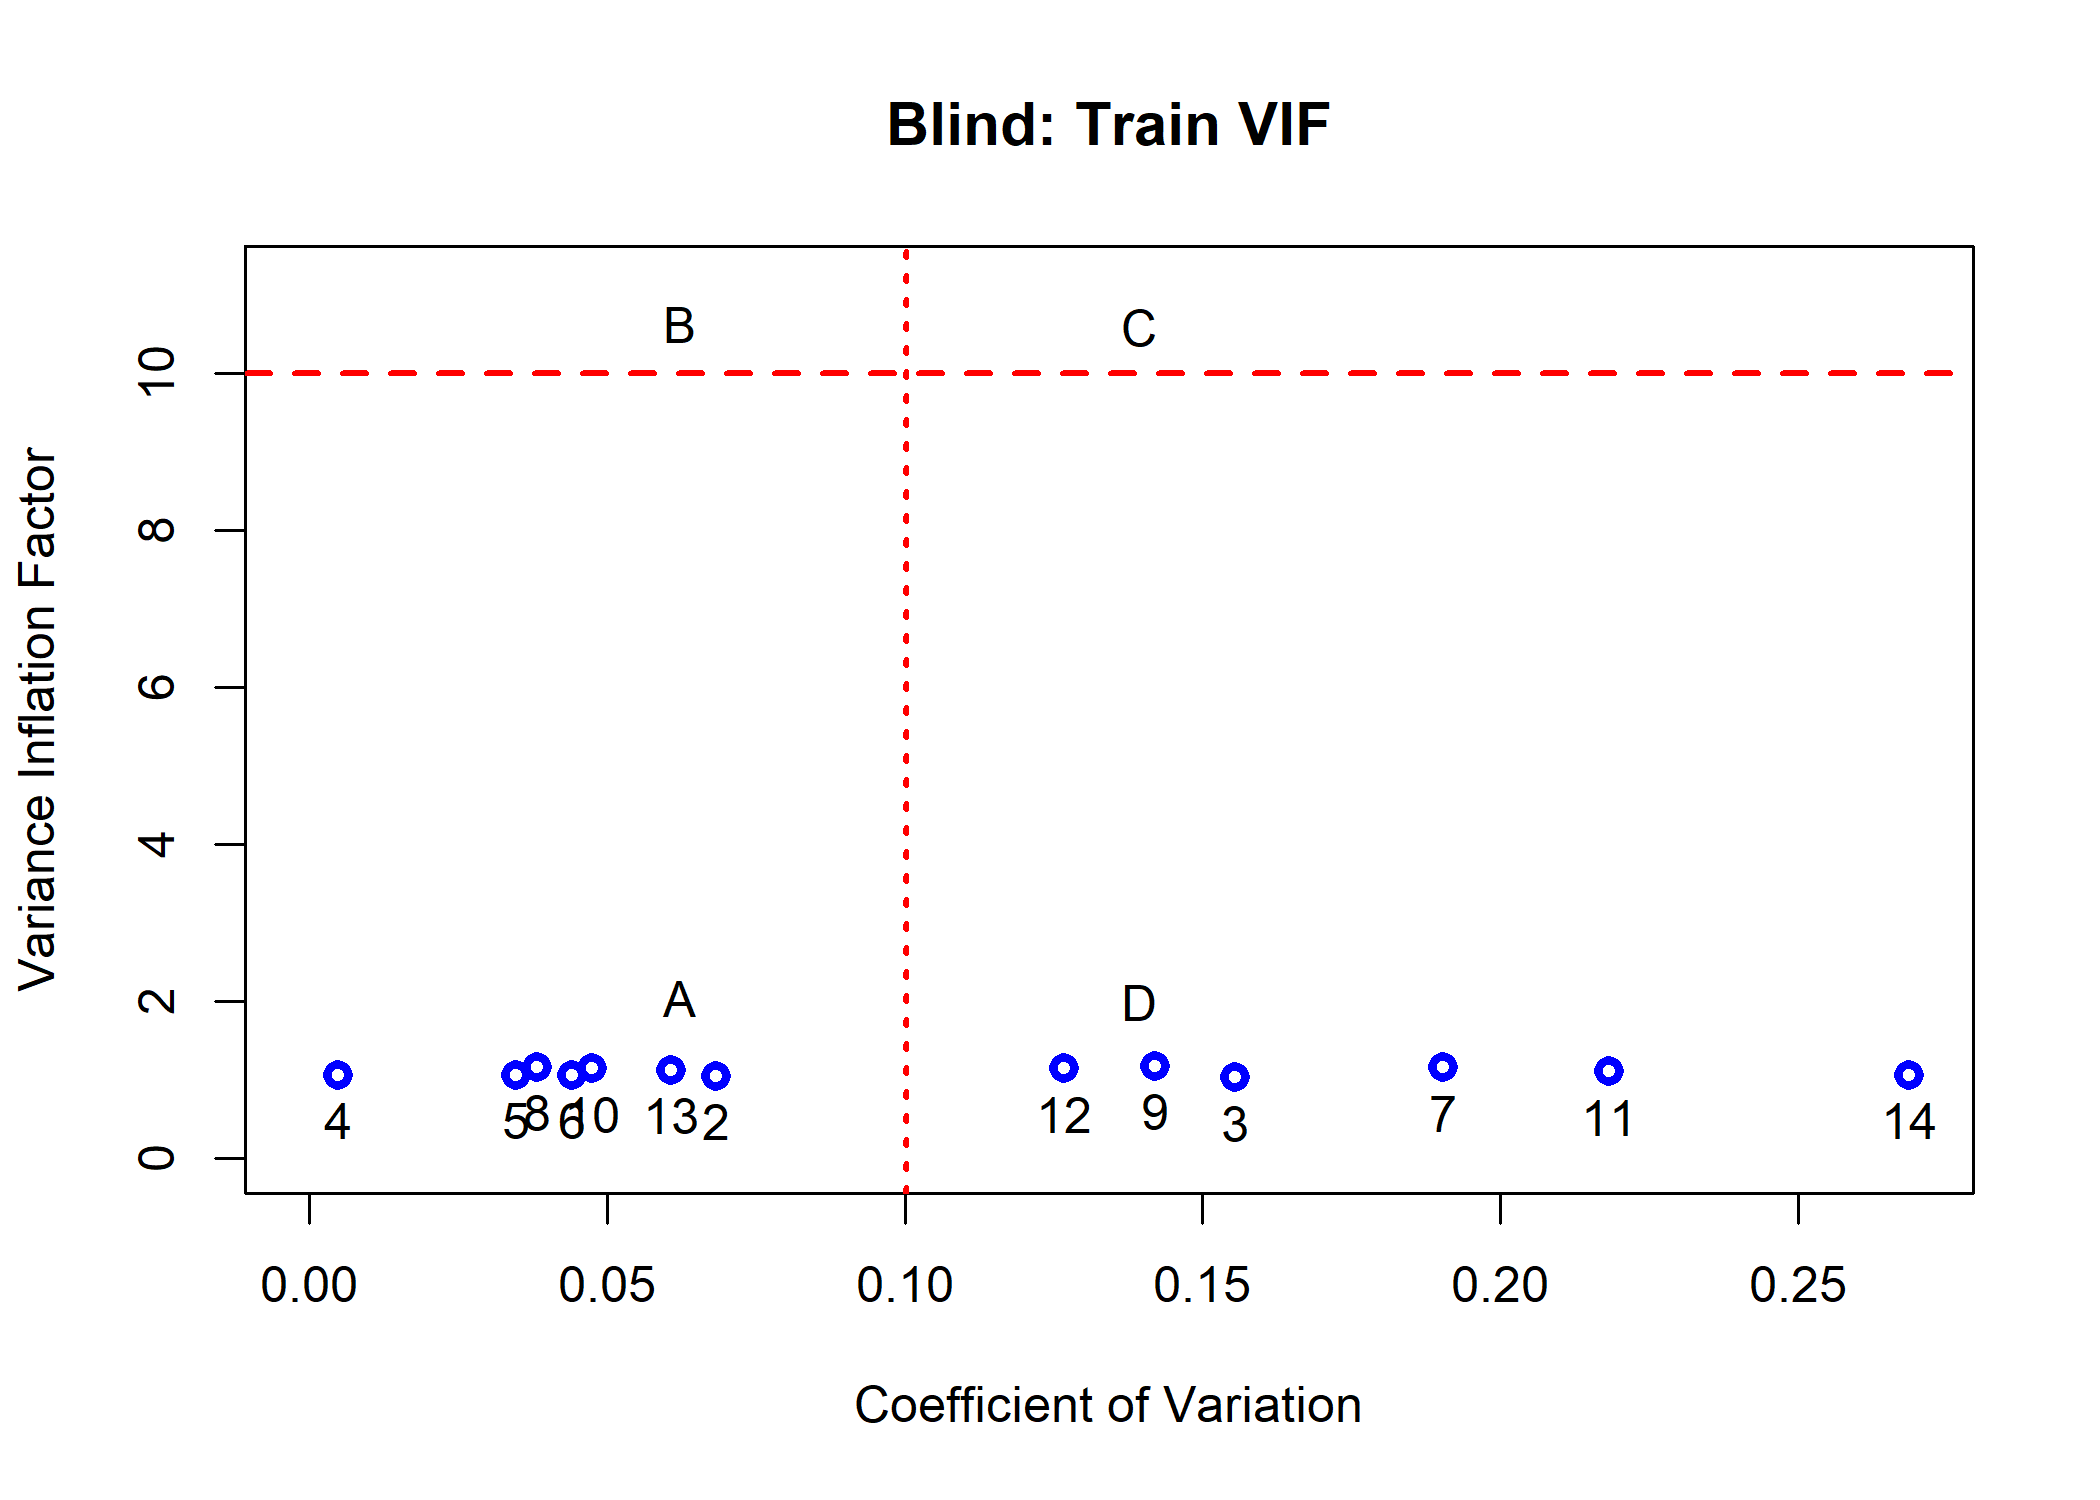 Blind: Train VIF
Variance Inflation Factor
10
8
6
4
2
0
B
C
A
D
4
5
8
6
10
13
2
12
9
3
7
11
14
0.00 0.05 0.10 0.15 0.20 0.25
Coefficient of Variation